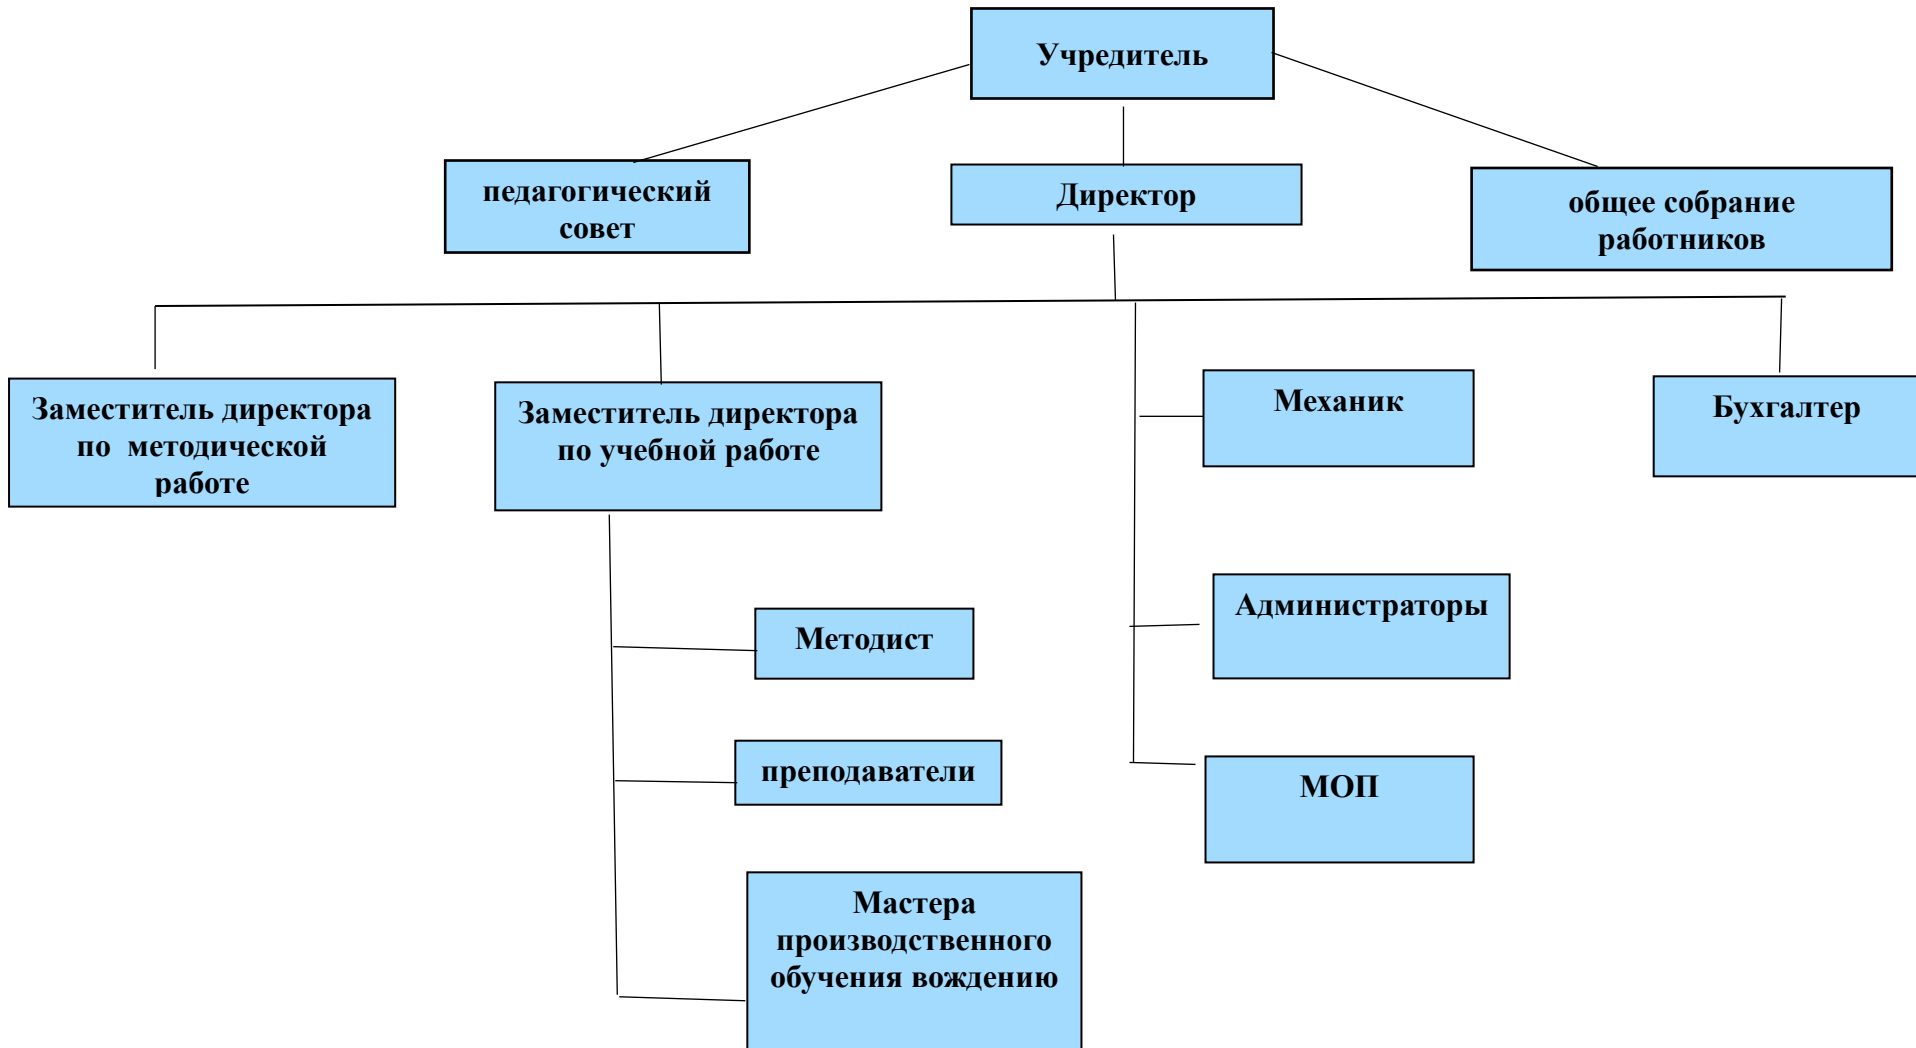 Учредитель
педагогический
совет
Директор
общее собрание
работников
Заместитель директора
по методической
работе
Заместитель директора
по учебной работе
Механик
Бухгалтер
Методист
Администраторы
преподаватели
МОП
Мастера
производственного
обучения вождению